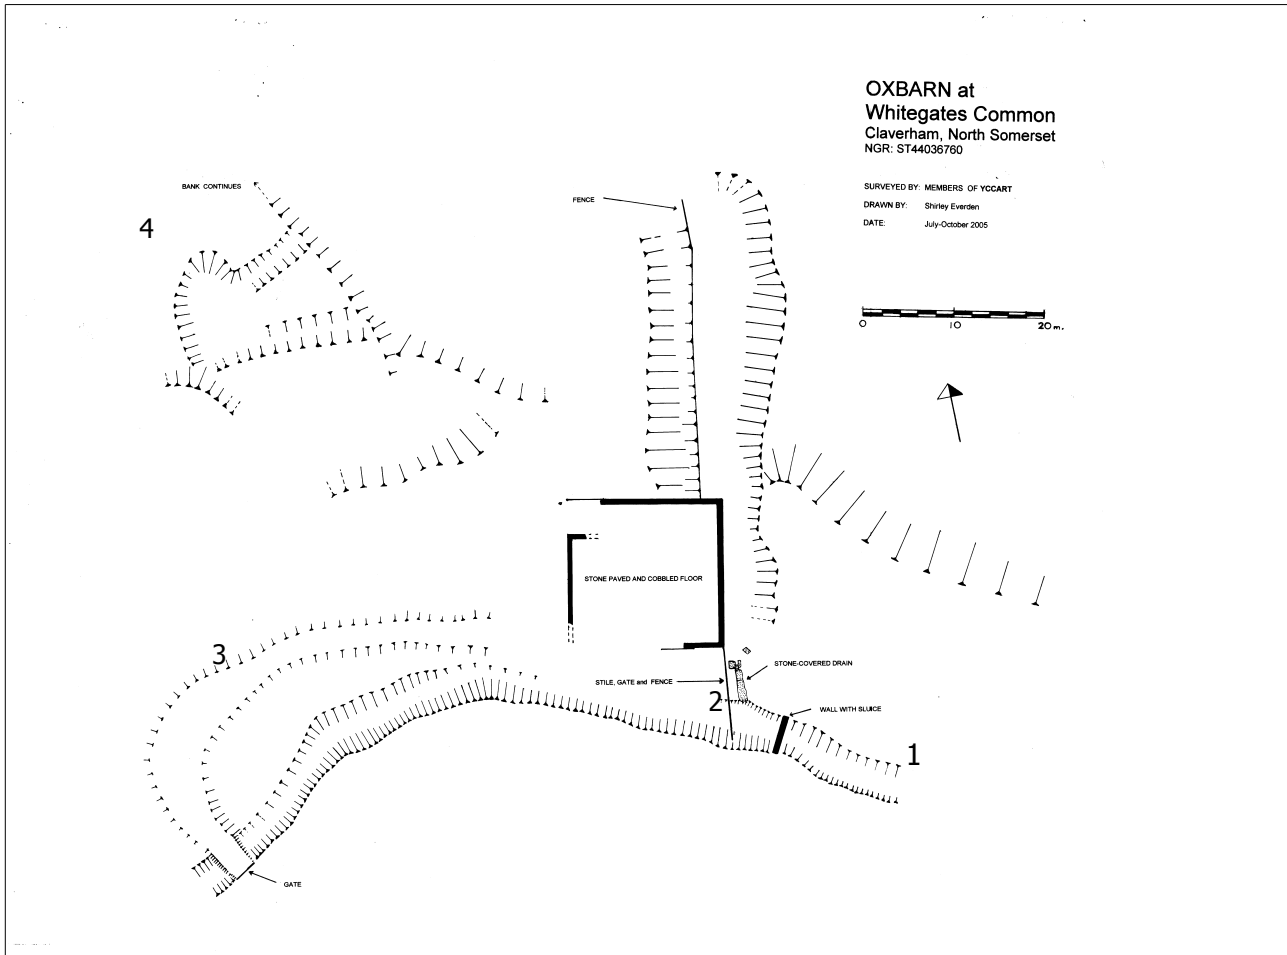 OXBARN at
Whitegates Common
Claverham, North Somerset
NGR: ST44036760
SURVEYED BY: MEMBERS OF YCCART
DRAWN BY: Shirley Everden
DATE: July-October 2005
0 10 20 m.
BANK CONTINUES
4
FENCE
STONE PAVED AND COBBLED FLOOR
3
STONE-COVERED DRAIN
STILE, GATE and FENCE
2
WALL WITH SLUICE
1
GATE